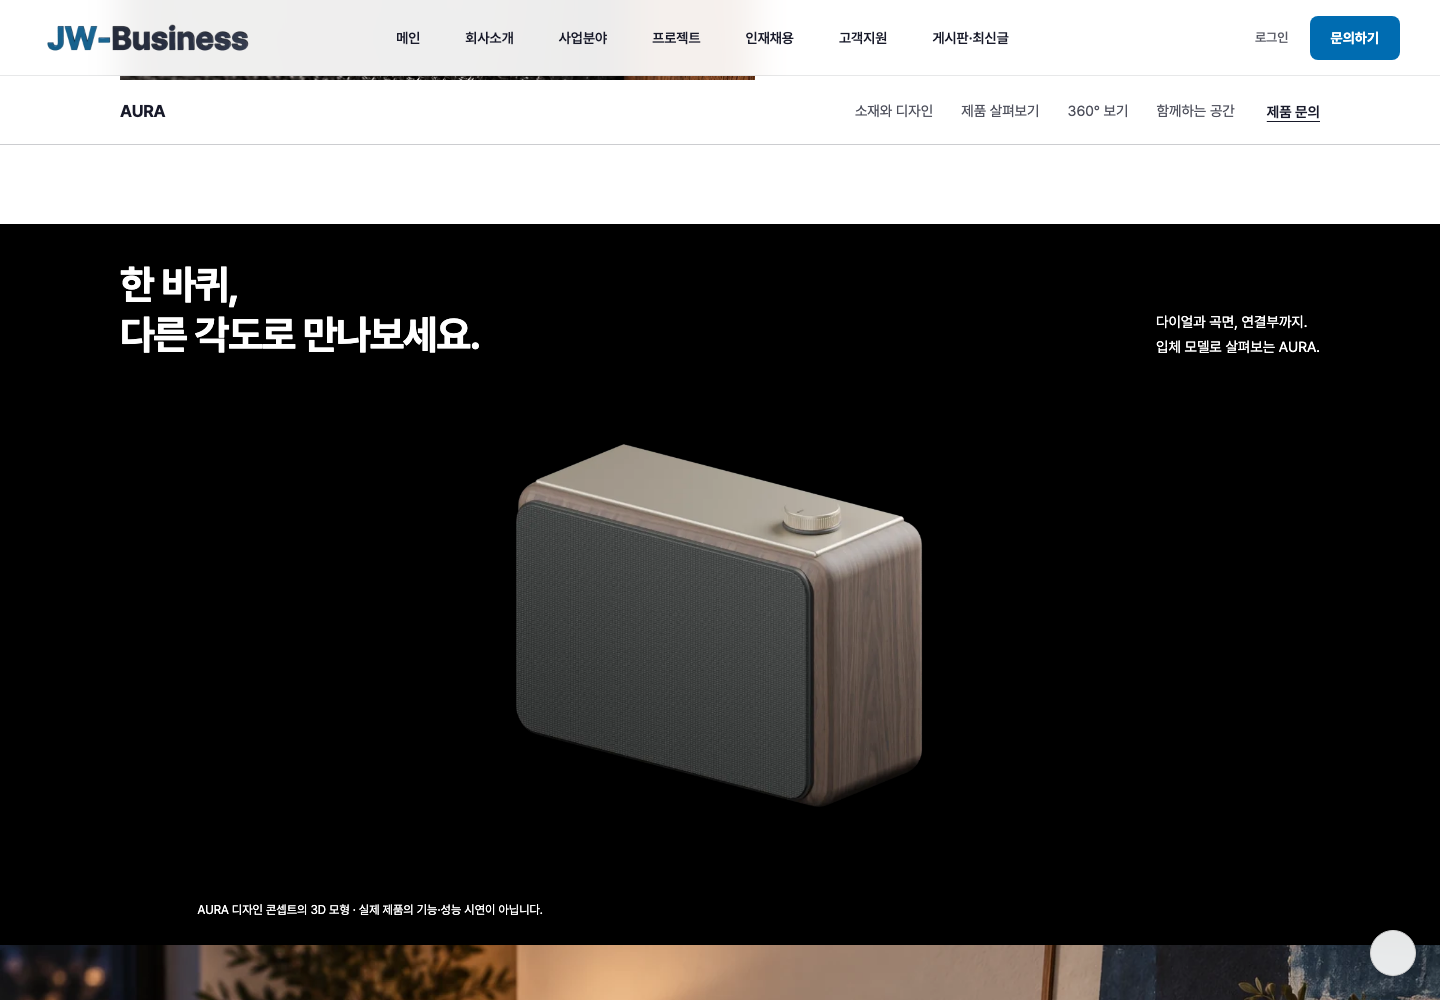 JW-Business
메인
회사소개
사업분야
프로젝트
인재채용
고객지원
게시판·최신글
로그인
문의하기
AURA
소재와 디자인
제품 살펴보기
360° 보기
함께하는 공간
제품 문의
한 바퀴,
다른 각도로 만나보세요.
다이얼과 곡면, 연결부까지.
입체 모델로 살펴보는 AURA.
AURA 디자인 콘셉트의 3D 모형 · 실제 제품의 기능·성능 시연이 아닙니다.